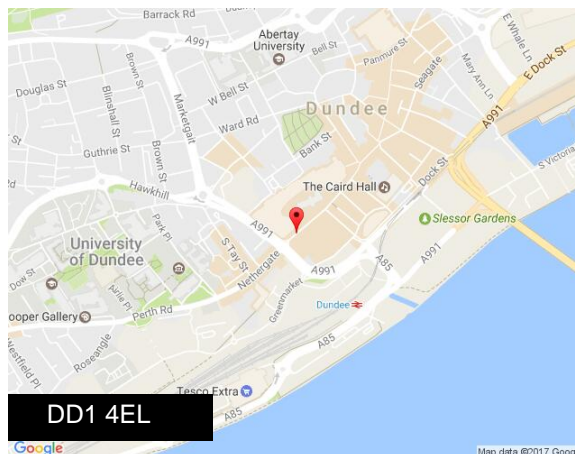 Barrack Rd
A991
Abertay
University
Bell St
Panmure St
Seagate
E Whale Ln
Mary Ann Ln
E Dock St
Douglas St
Blinshall St
Brown St
Marketgait
W Bell St
Dundee
A991
Ward Rd
Bank St
Guthrie St
Brown St
Dock St
S Victoria
Rd
Hawkhill
The Caird Hall
Park Pl
A991
Slessor Gardens
University
of Dundee
S Tay St
Nethergate
A991
A85
A991
Dow St
Airlie Pl
Greenmarket
Dundee
ooper Gallery
Perth Rd
Roseangle
Westfield Pl
A85
Tesco Extra
A85
DD1 4EL
Google
Map data ©2017 Goog